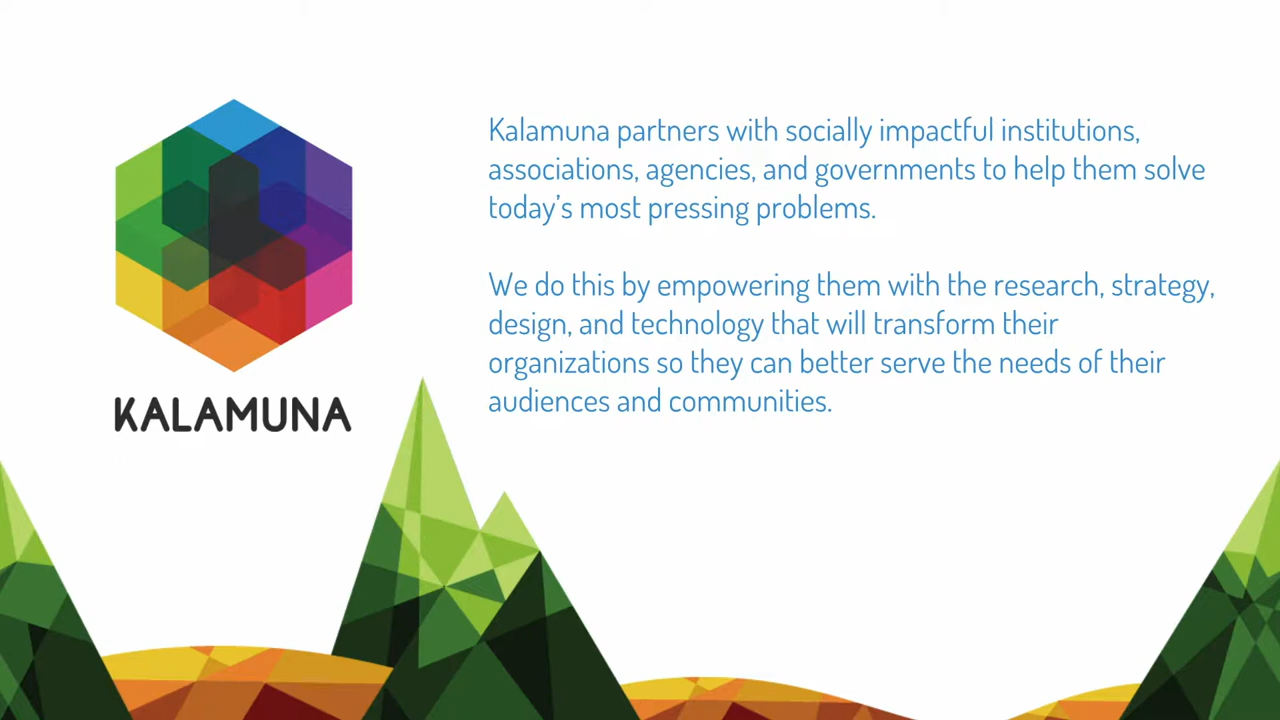 Kalamuna partners with socially impactful institutions,
associations, agencies, and governments to help them solve
today’s most pressing problems.
We do this by empowering them with the research, strategy,
design, and technology that will transform their
organizations so they can better serve the needs of their
audiences and communities.
KALAMUNA